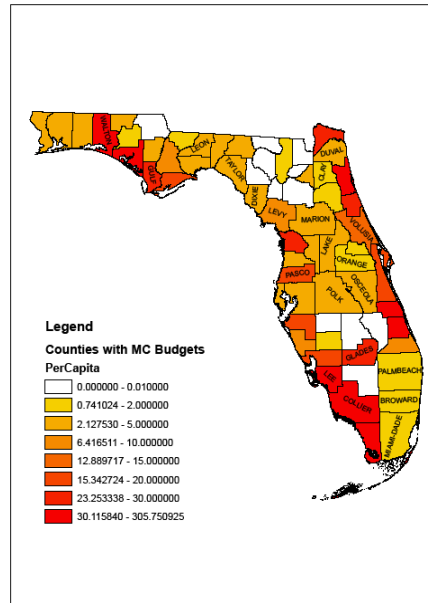 WALTON
LEON
GULF
TAYLOR
DIXIE
DUVAL
CLAY
LEVY
MARION
VOLUSIA
LAKE
ORANGE
PASCO
OSCEOLA
POLK
GLADES
LEE
PALMBEACH
COLLIER
BROWARD
MIAMI-DADE
Legend
Counties with MC Budgets
PerCapita
0.000000 - 0.010000
0.741024 - 2.000000
2.127530 - 5.000000
6.416511 - 10.000000
12.889717 - 15.000000
15.342724 - 20.000000
23.253338 - 30.000000
30.115840 - 305.750925